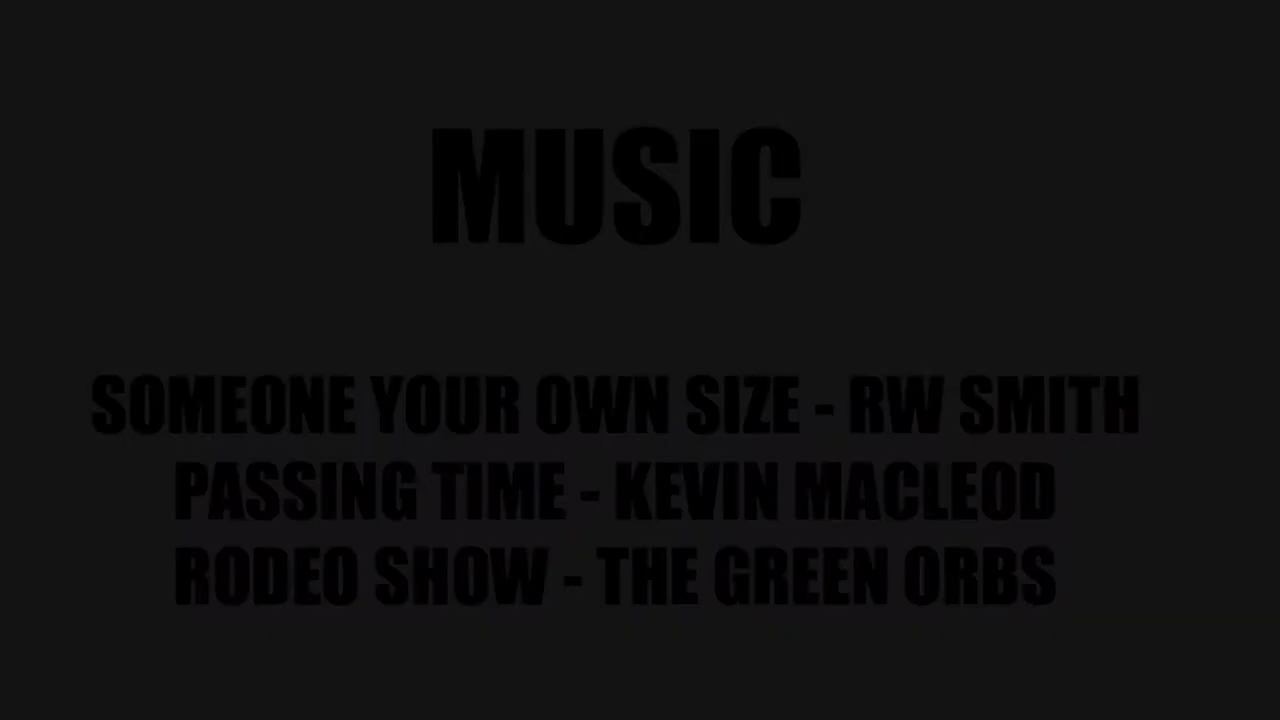 MUSIC
SOMEONE YOUR OWN SIZE - RW SMITH
PASSING TIME - KEVIN MACLEOD
RODEO SHOW - THE GREEN ORBS